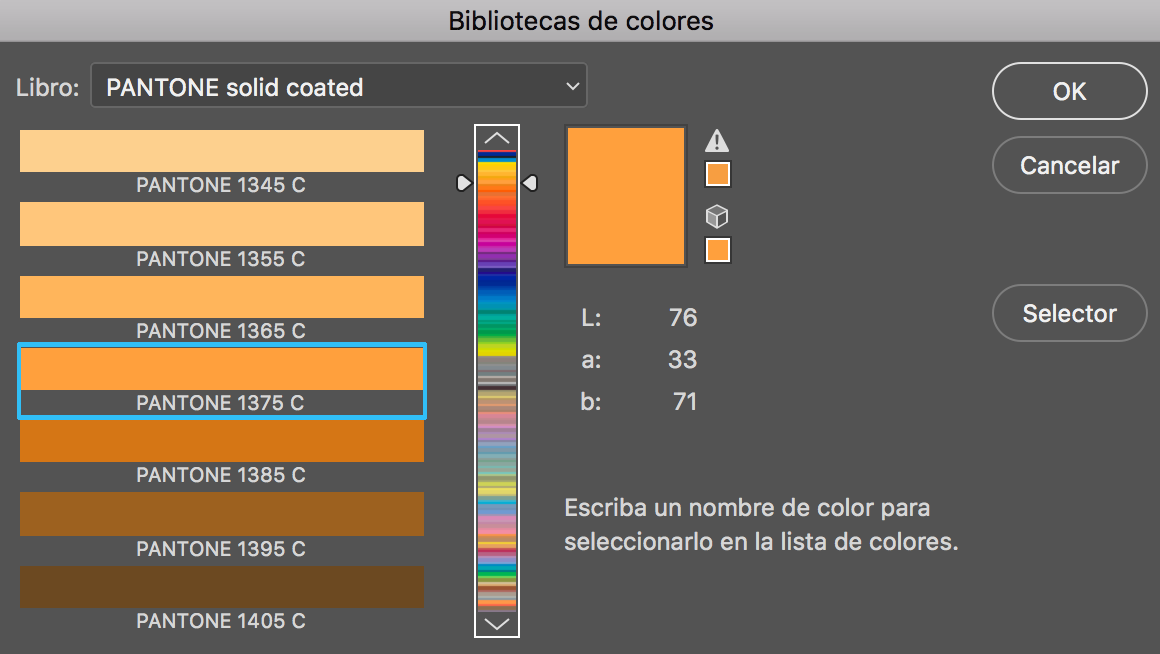 Bibliotecas de colores
Libro: PANTONE solid coated
OK
Cancelar
Selector
PANTONE 1345 C
PANTONE 1355 C
PANTONE 1365 C
PANTONE 1375 C
PANTONE 1385 C
PANTONE 1395 C
PANTONE 1405 C
L: 76
a: 33
b: 71
Escriba un nombre de color para
seleccionarlo en la lista de colores.